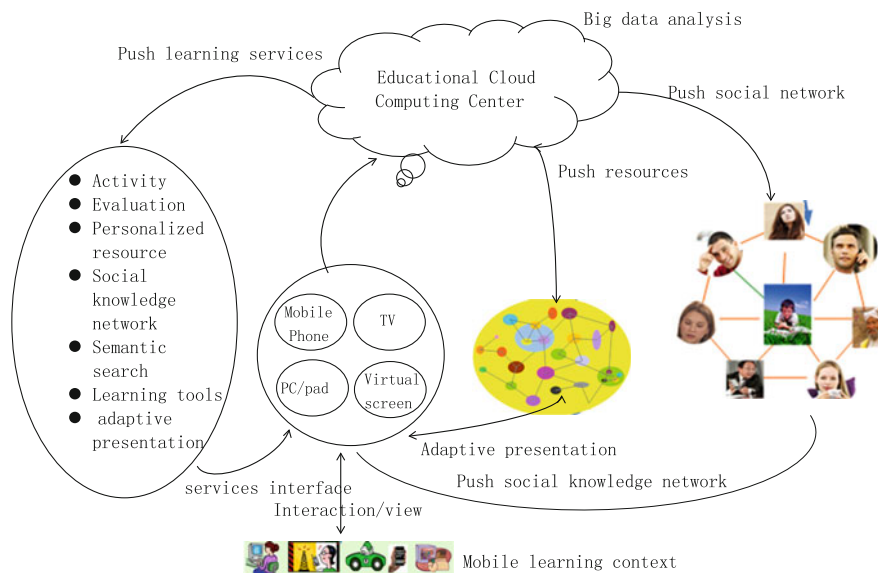 Big data analysis
Push learning services
Educational Cloud
Computing Center
Push social network
Push resources
● Activity
● Evaluation
● Personalized
resource
● Social
knowledge
network
● Semantic
search
● Learning tools
● adaptive
presentation
Mobile
Phone
TV
PC/pad
Virtual
screen
Adaptive presentation
Push social knowledge network
services interface
Interaction/view
Mobile learning context